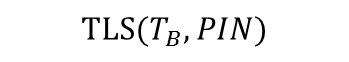 TLS(T_B, PIN)